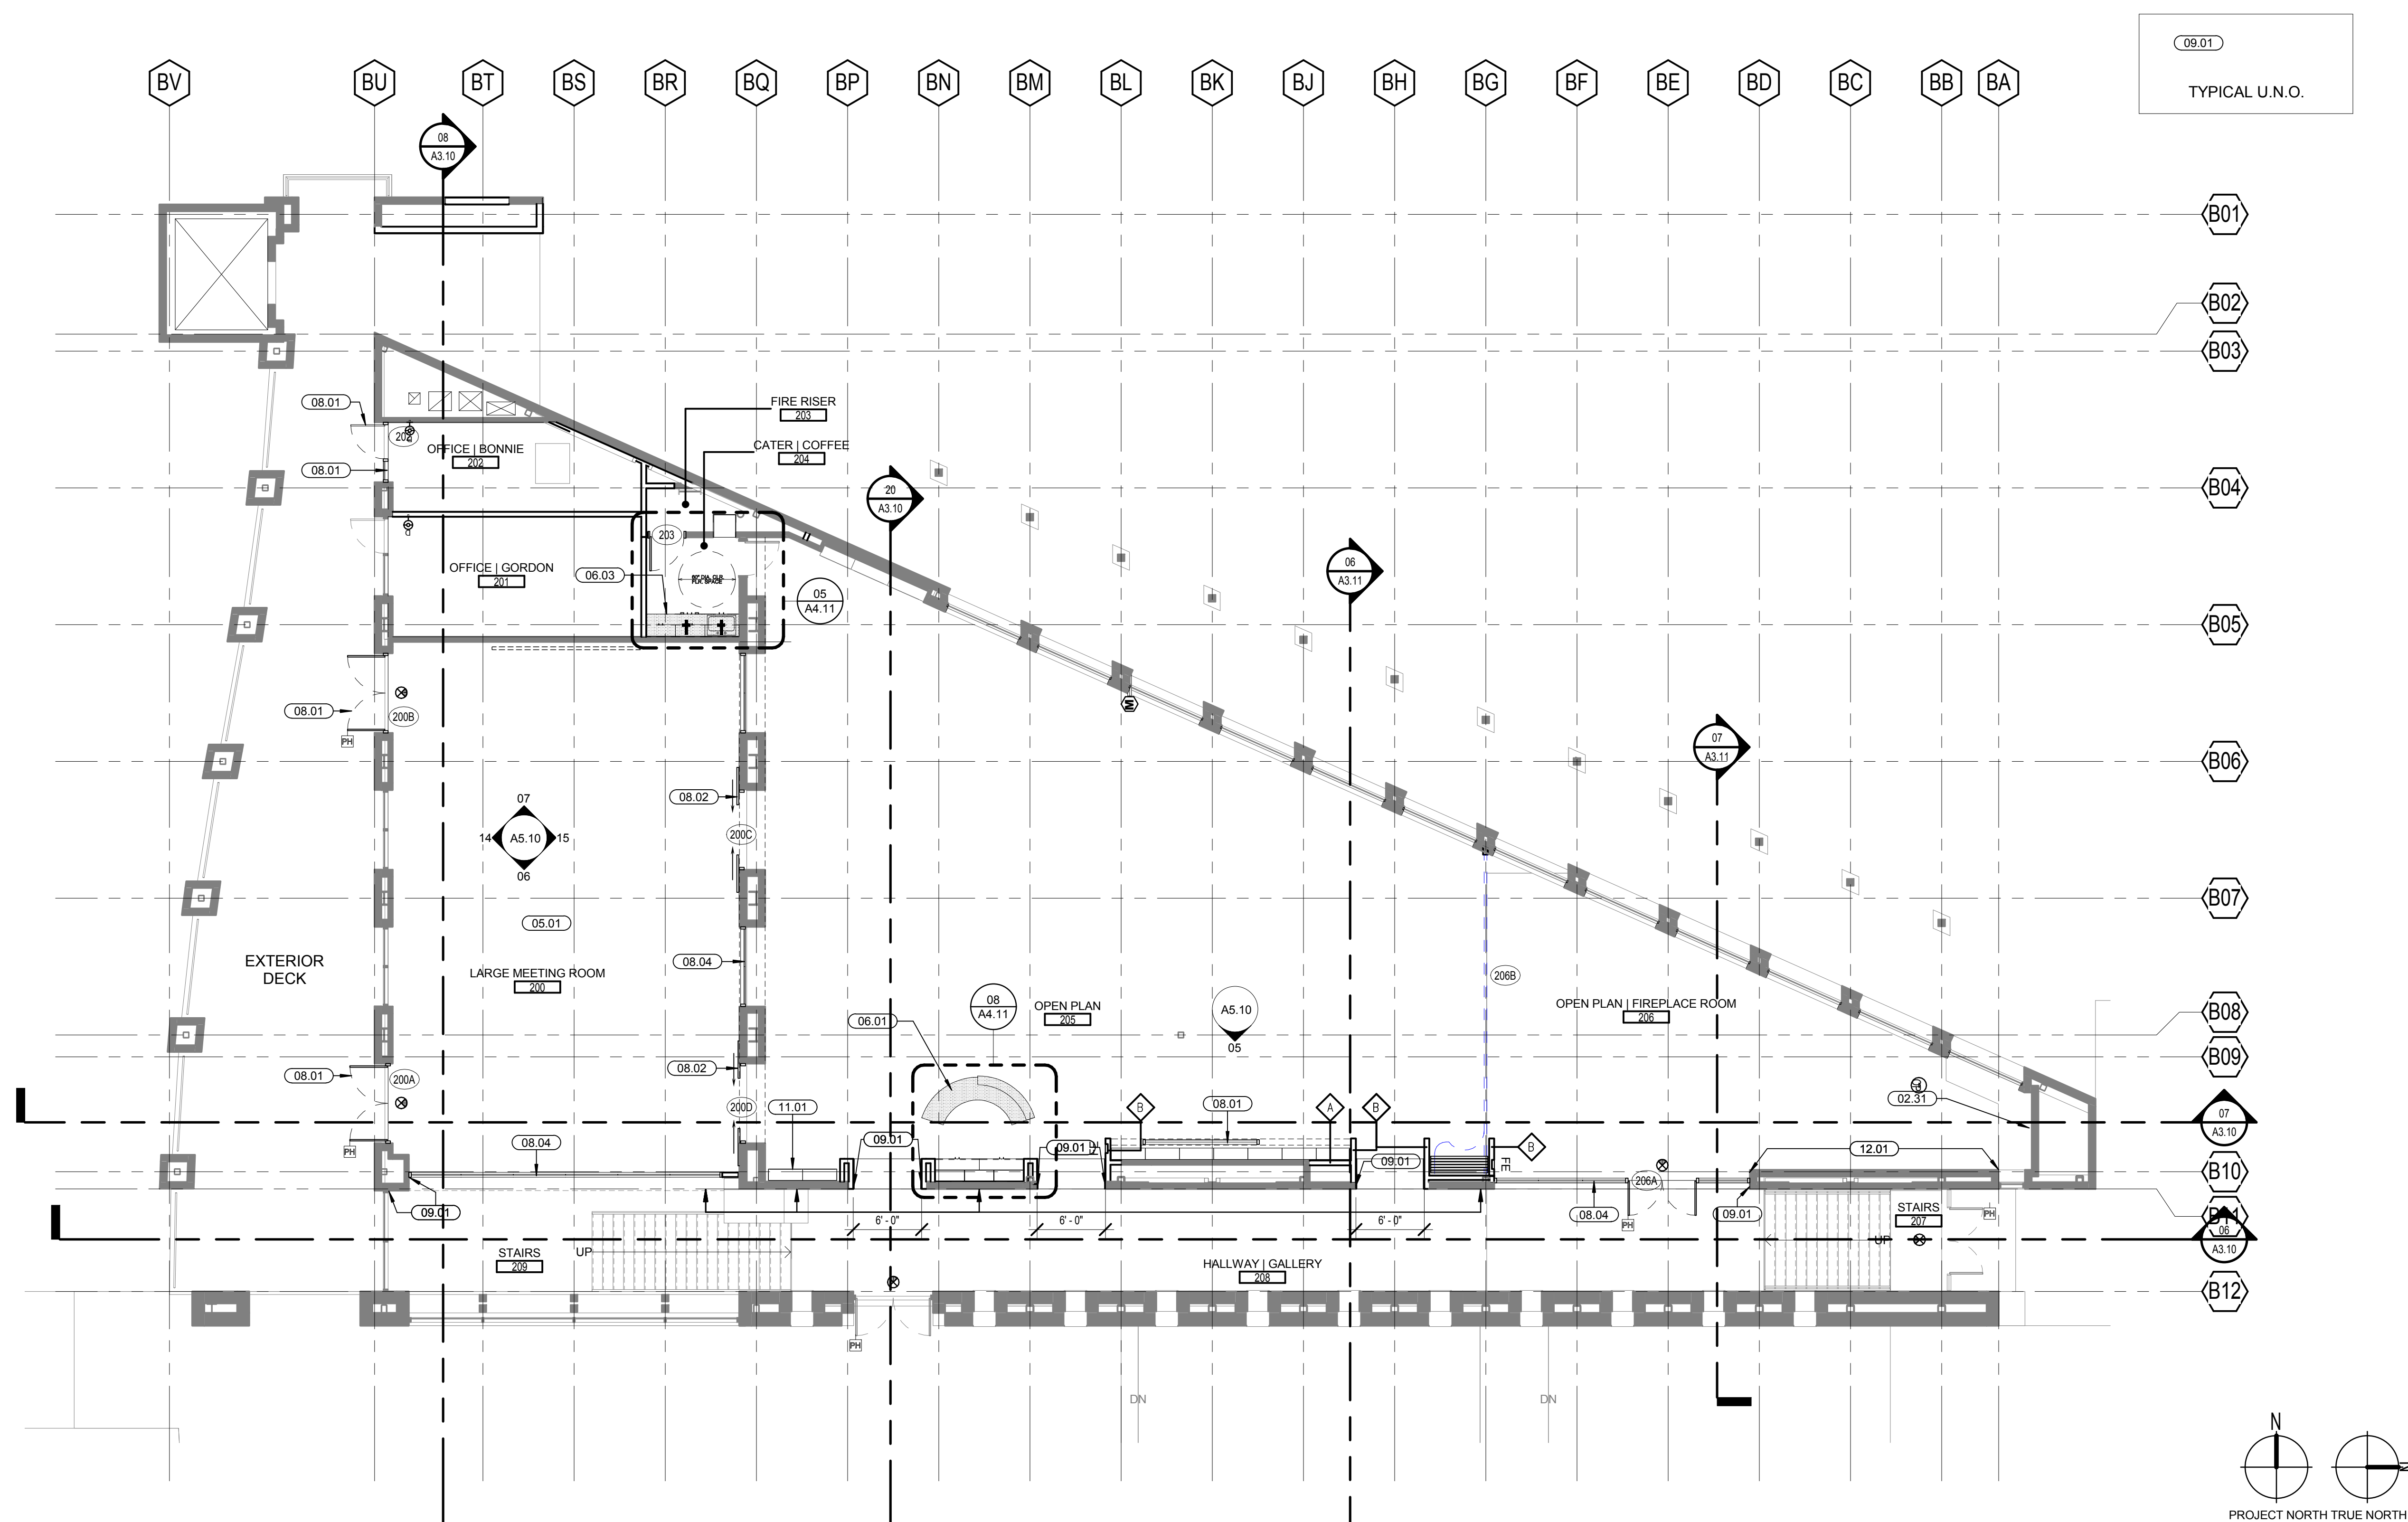 09.01
TYPICAL U.N.O.
BV
BU
BT
BS
BR
BQ
BP
BN
BM
BL
BK
BJ
BH
BG
BF
BE
BD
BC
BB
BA
08
A3.10
B01
B02
B03
B04
B05
B06
B07
B08
B09
B10
B11
B12
08.01
202
OFFICE | BONNIE
202
08.01
FIRE RISER
203
CATER | COFFEE
204
20
A3.10
203
OFFICE | GORDON
201
06.03
05
A4.11
06
A3.11
07
A3.11
08.01
200B
PH
M
08.02
200C
07
14
A5.10
15
06
05.01
EXTERIOR
DECK
LARGE MEETING ROOM
200
08.04
08
A4.11
OPEN PLAN
205
A5.10
05
206B
OPEN PLAN | FIREPLACE ROOM
206
06.01
08.01
200A
PH
08.02
200D
11.01
08.04
09.01
09.01
09.01
B
08.01
A
B
B
09.01
FE
02.31
12.01
07
A3.10
206A
08.04
PH
09.01
STAIRS
207
PH
UP
06
A3.10
6' - 0"
6' - 0"
6' - 0"
STAIRS
209
UP
HALLWAY | GALLERY
208
PH
DN
DN
N
N
PROJECT NORTH TRUE NORTH